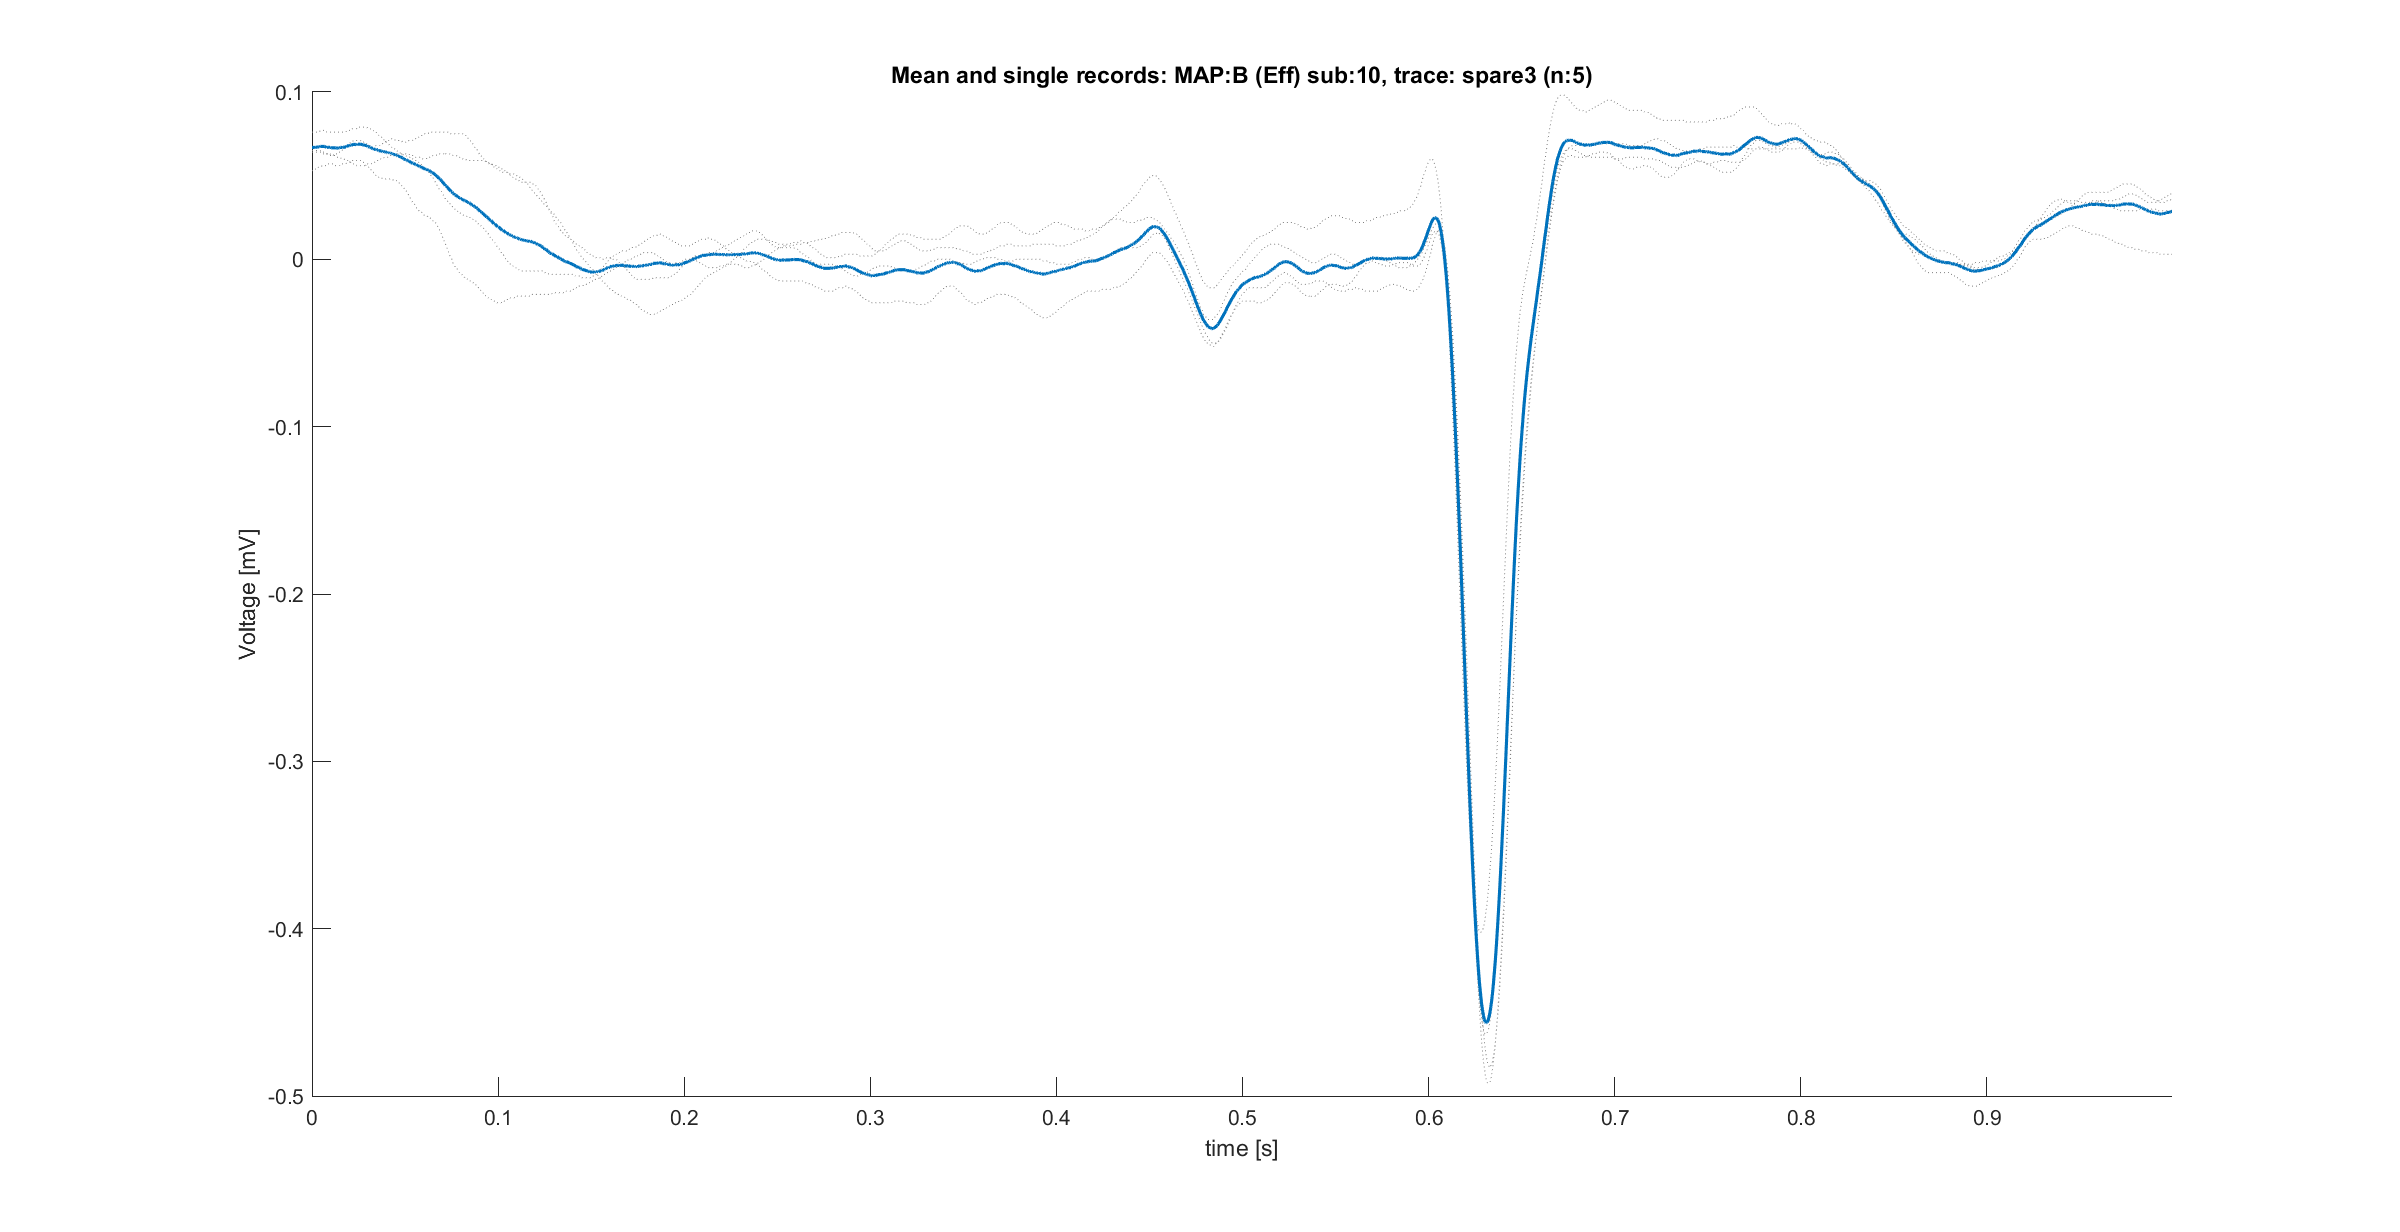 Mean and single records: MAP:B (Eff) sub:10, trace: spare3 (n:5)
0.1
0
-0.1
-0.2
-0.3
-0.4
-0.5
Voltage [mV]
0 0.1 0.2 0.3 0.4 0.5 0.6 0.7 0.8 0.9
time [s]